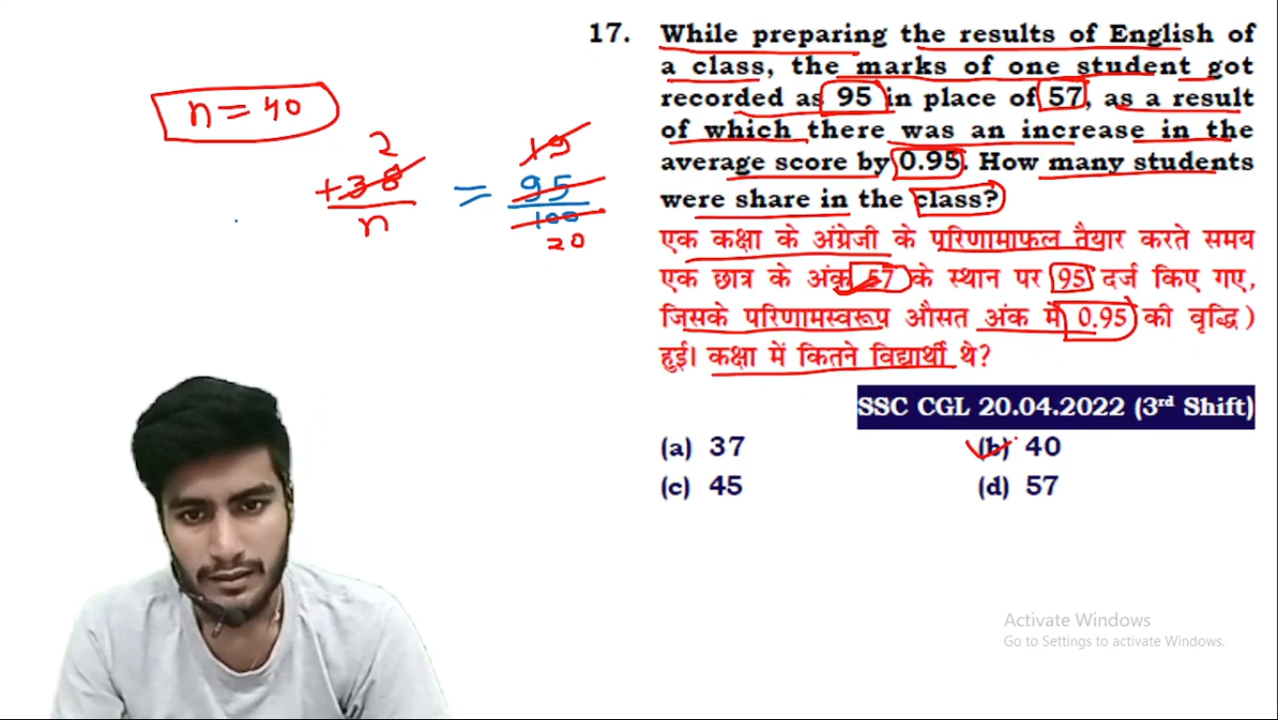 17. While preparing the results of English of
a class, the marks of one student got
recorded as 95 in place of 57, as a result
of which there was an increase in the
average score by 0.95. How many students
were share in the class?
एक कक्षा के अंग्रेजी के परिणामाफल तैयार करते समय
एक छात्र के अंक 57 के स्थान पर 95 दर्ज किए गए,
जिसके परिणामस्वरूप औसत अंक में 0.95 की वृद्धि)
हुई। कक्षा में कितने विद्यार्थी थे?
SSC CGL 20.04.2022 (3rd Shift)
(a) 37 (b) 40
(c) 45 (d) 57
n = 40
2 19
+38 = 95
n 100
20
Activate Windows
Go to Settings to activate Windows.